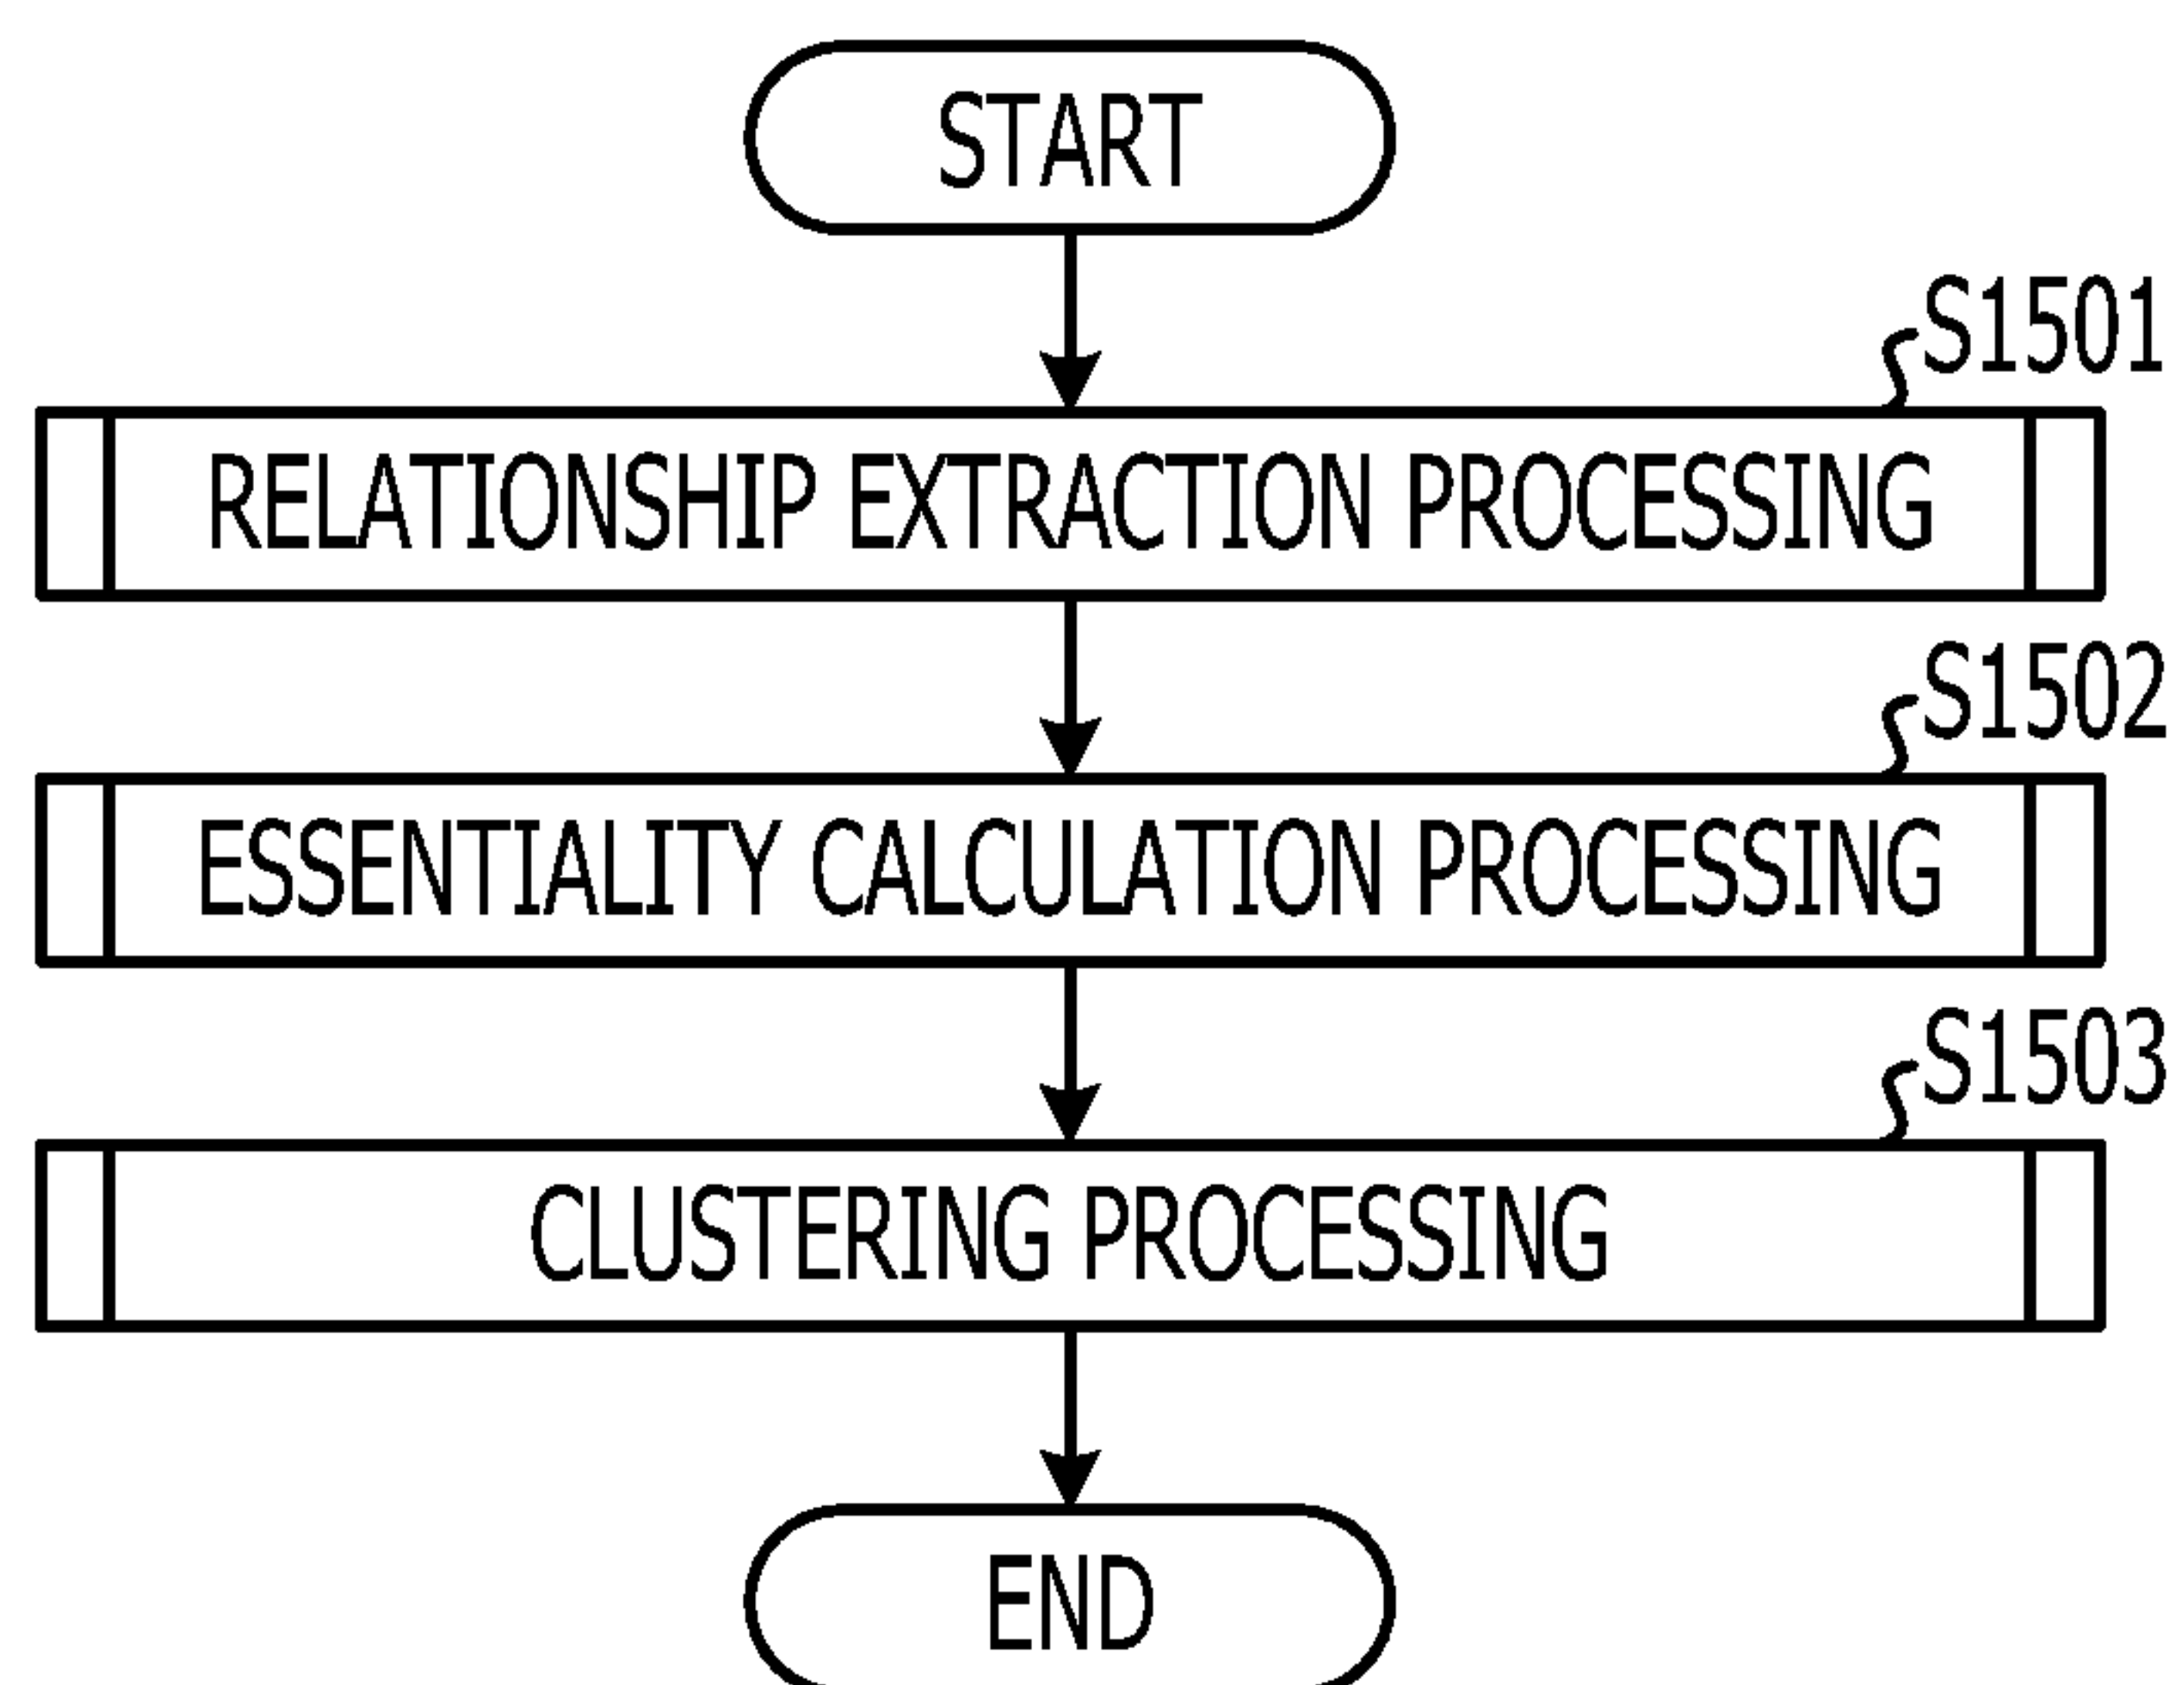 START
S1501
RELATIONSHIP EXTRACTION PROCESSING
S1502
ESSENTIALITY CALCULATION PROCESSING
S1503
CLUSTERING PROCESSING
END